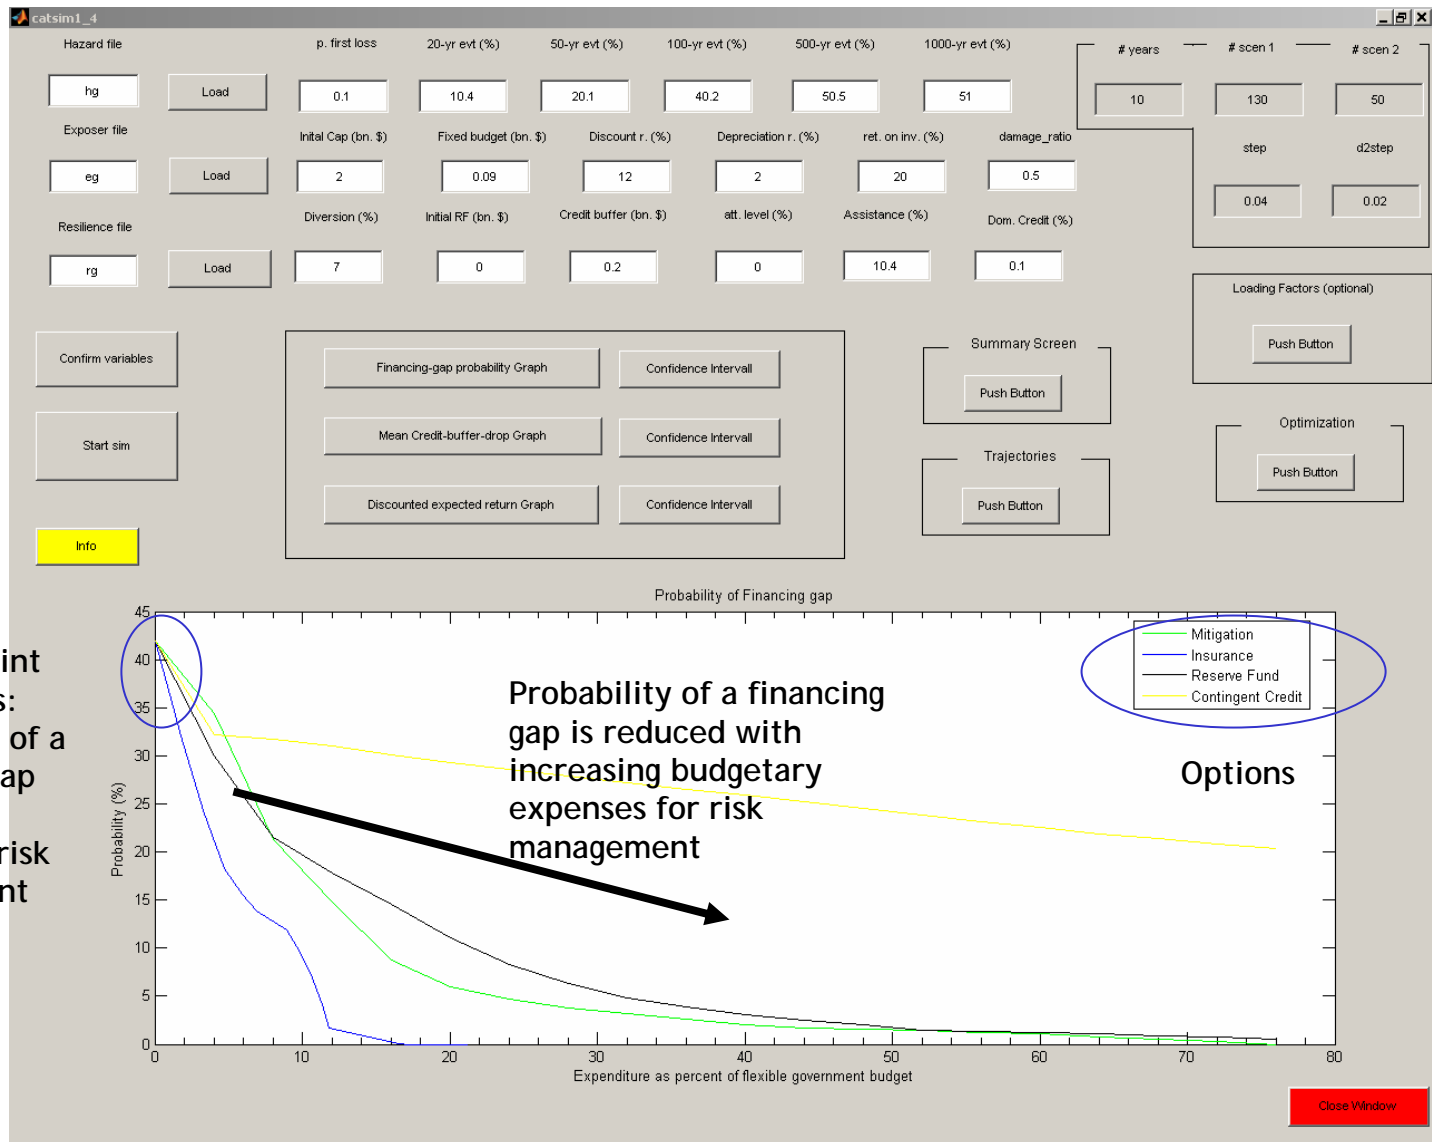 catsim1_4
Hazard file
p. first loss
20-yr evt (%)
50-yr evt (%)
100-yr evt (%)
500-yr evt (%)
1000-yr evt (%)
# years
# scen 1
# scen 2
hg
Load
0.1
10.4
20.1
40.2
50.5
51
10
130
50
Exposer file
Inital Cap (bn. $)
Fixed budget (bn. $)
Discount r. (%)
Depreciation r. (%)
ret. on inv. (%)
damage_ratio
step
d2step
eg
Load
2
0.09
12
2
20
0.5
0.04
0.02
Resilience file
Diversion (%)
Initial RF (bn. $)
Credit buffer (bn. $)
att. level (%)
Assistance (%)
Dom. Credit (%)
rg
Load
7
0
0.2
0
10.4
0.1
Loading Factors (optional)
Push Button
Confirm variables
Start sim
Info
Financing-gap probability Graph
Confidence Intervall
Mean Credit-buffer-drop Graph
Confidence Intervall
Discounted expected return Graph
Confidence Intervall
Summary Screen
Push Button
Trajectories
Push Button
Optimization
Push Button
Probability of Financing gap
45
40
35
30
25
20
15
10
5
0
Probability (%)
int
s:
of a
ap
risk
nt
Probability of a financing
gap is reduced with
increasing budgetary
expenses for risk
management
Mitigation
Insurance
Reserve Fund
Contingent Credit
Options
0
10
20
30
40
50
60
70
80
Expenditure as percent of flexible government budget
Close Window